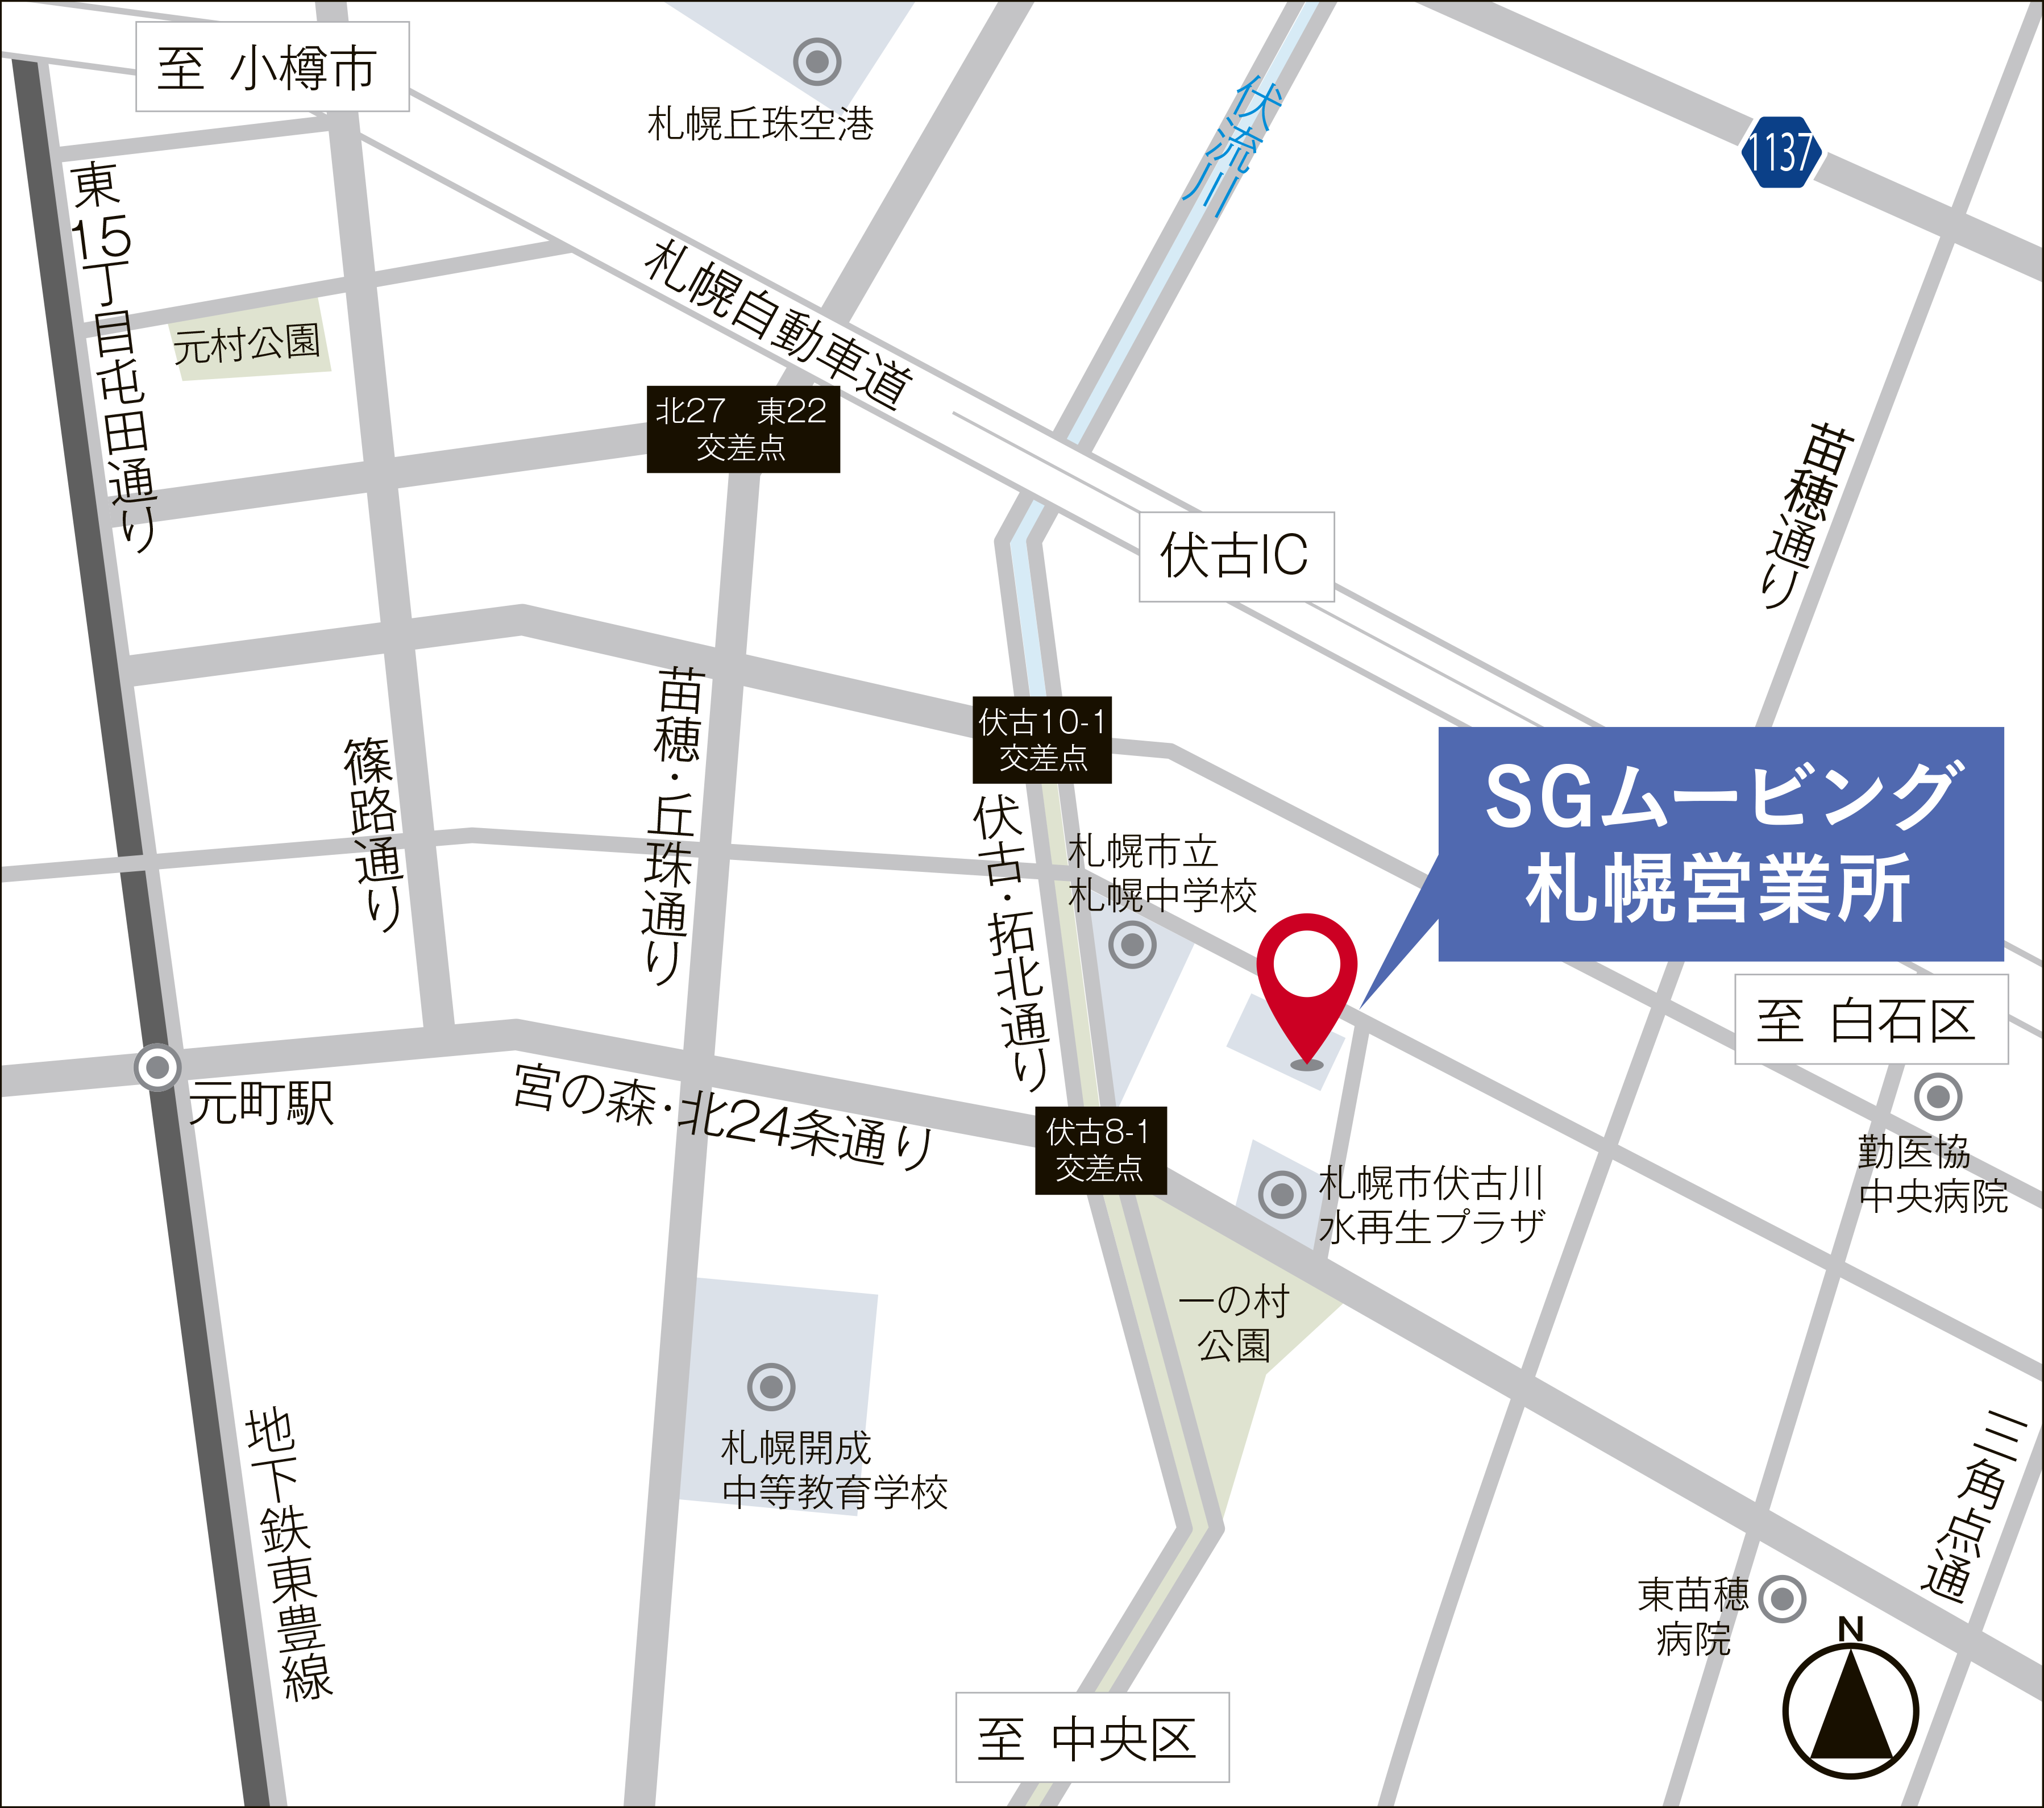 至 小樽市
札幌丘珠空港
伏流川
1137
東15丁目屯田通り
札幌自動車道
元村公園
北27　東22
交差点
苗穂通り
伏古IC
苗穂・丘珠通り
伏古10-1
交差点
篠路通り
伏古・拓北通り
SGムービング
札幌営業所
札幌市立
札幌中学校
至 白石区
元町駅
宮の森・北24条通り
伏古8-1
交差点
勤医協
中央病院
札幌市伏古川
水再生プラザ
一の村
公園
地下鉄東豊線
札幌開成
中等教育学校
三角点通
東苗穂
病院
N
至 中央区